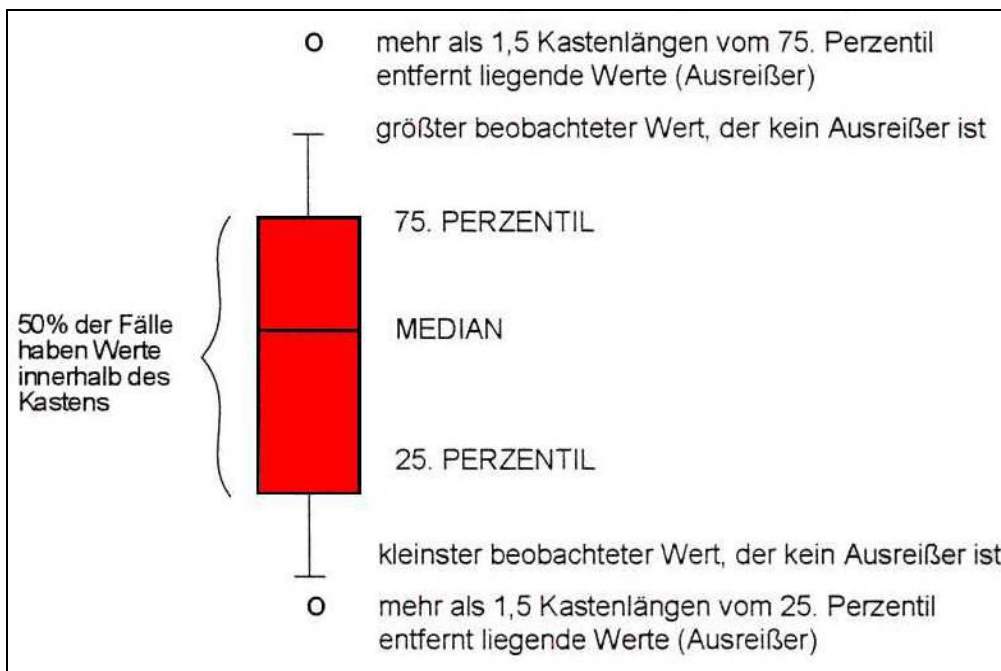 o mehr als 1,5 Kastenlängen vom 75. Perzentil
entfernt liegende Werte (Ausreißer)
größter beobachteter Wert, der kein Ausreißer ist
75. PERZENTIL
50% der Fälle
haben Werte
innerhalb des
Kastens
MEDIAN
25. PERZENTIL
kleinster beobachteter Wert, der kein Ausreißer ist
o mehr als 1,5 Kastenlängen vom 25. Perzentil
entfernt liegende Werte (Ausreißer)